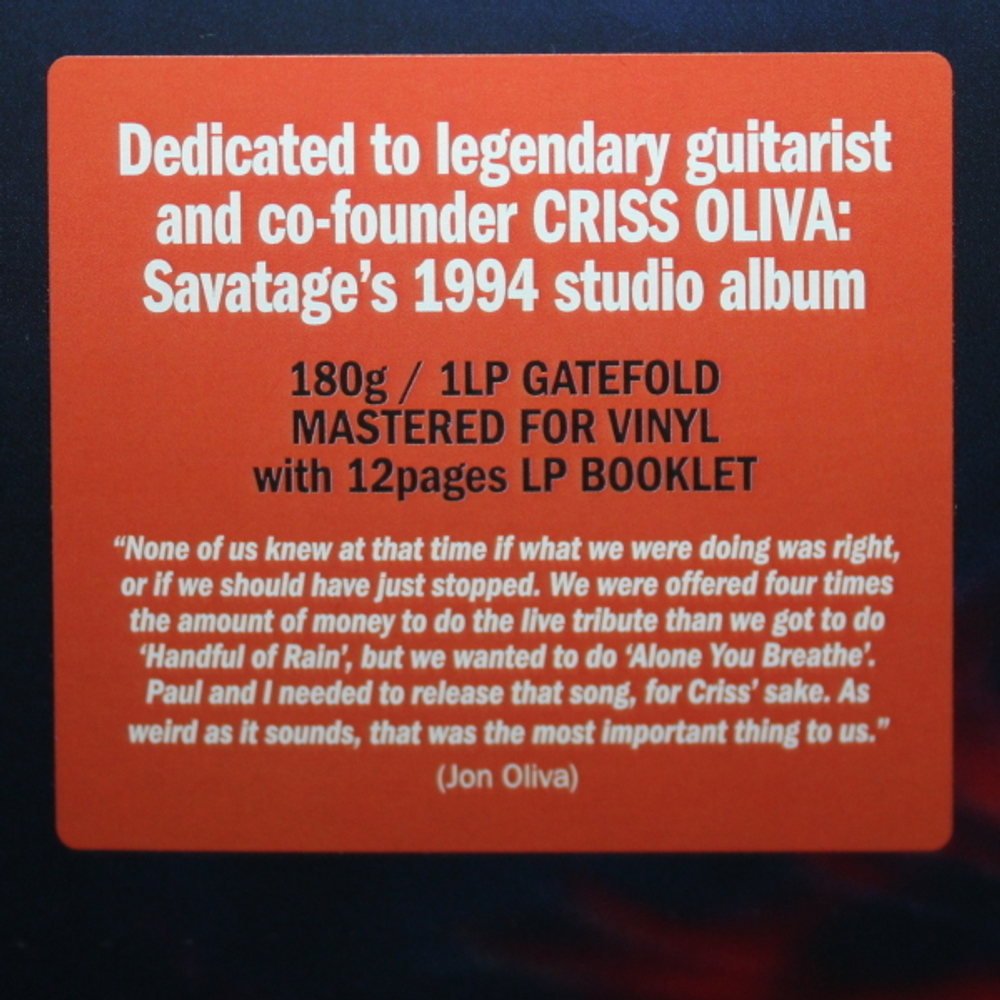 Dedicated to legendary guitarist
and co-founder CRISS OLIVA:
Savatage’s 1994 studio album
180g / 1LP GATEFOLD
MASTERED FOR VINYL
with 12pages LP BOOKLET
“None of us knew at that time if what we were doing was right,
or if we should have just stopped. We were offered four times
the amount of money to do the live tribute than we got to do
‘Handful of Rain’, but we wanted to do ‘Alone You Breathe’.
Paul and I needed to release that song, for Criss’ sake. As
weird as it sounds, that was the most important thing to us.”
(Jon Oliva)